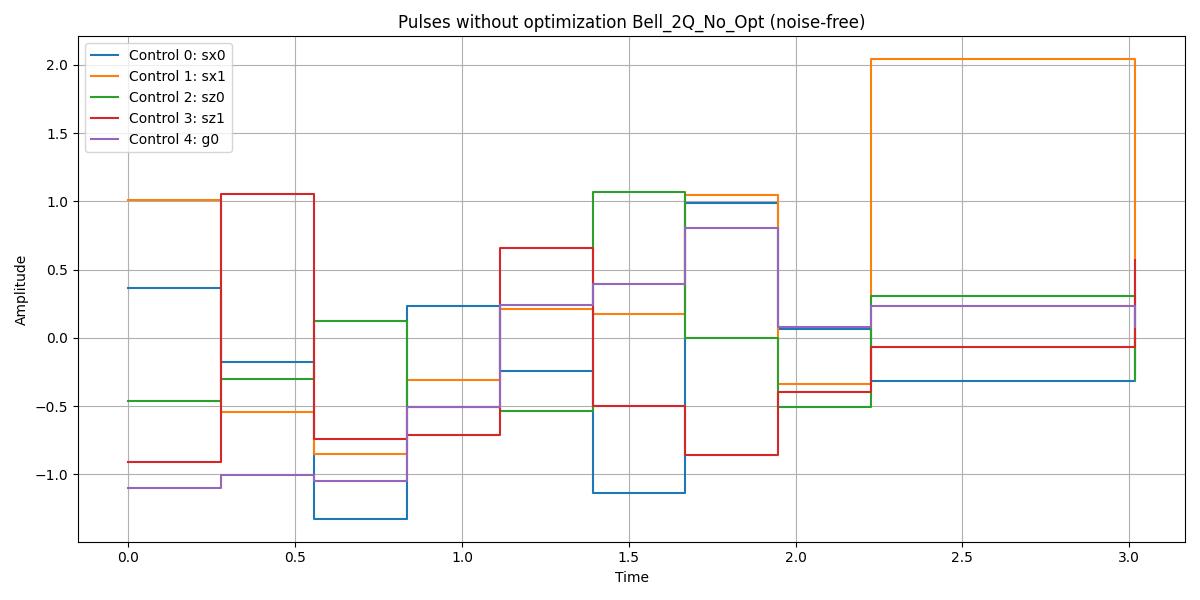 Pulses without optimization Bell_2Q_No_Opt (noise-free)
Control 0: sx0
Control 1: sx1
Control 2: sz0
Control 3: sz1
Control 4: g0
2.0
1.5
1.0
0.5
0.0
−0.5
−1.0
Amplitude
0.0 0.5 1.0 1.5 2.0 2.5 3.0
Time